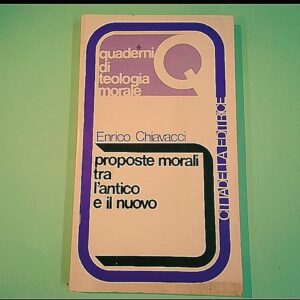 quaderni
di
teologia
morale
Q
Enrico Chiavacci
proposte morali
tra
l'antico
e il nuovo
CITTADELLA EDITRICE